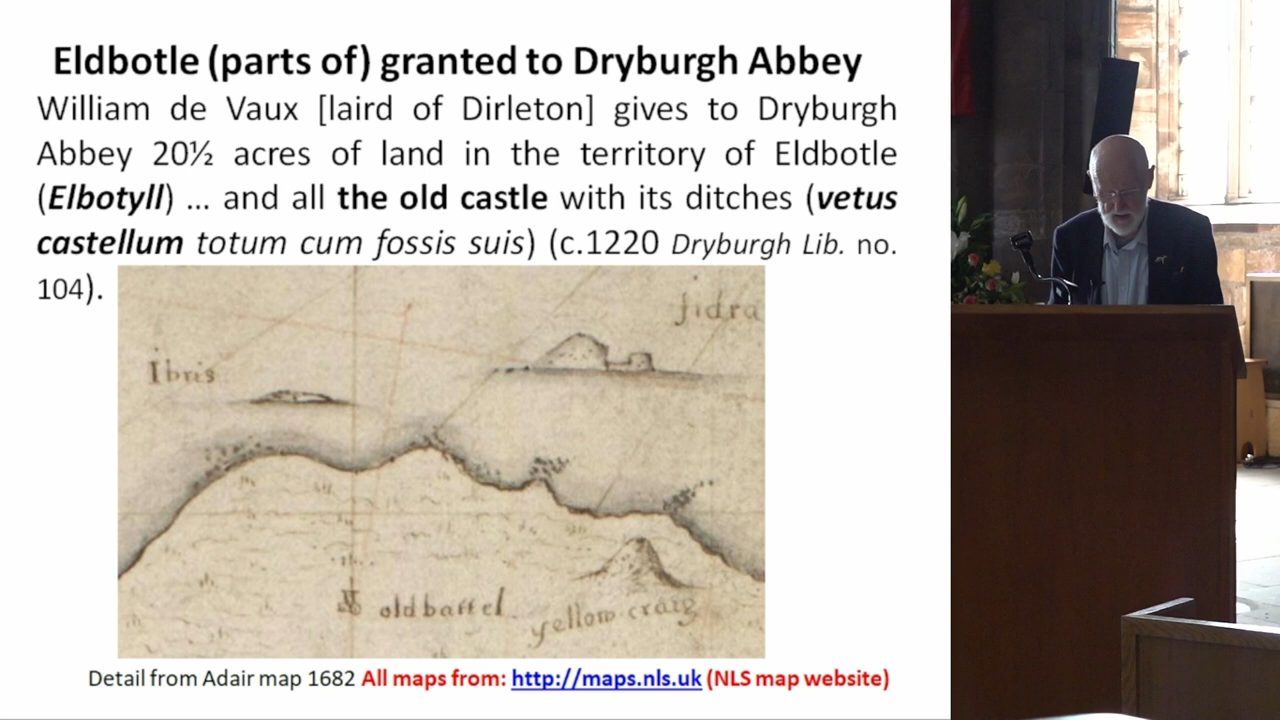 Eldbotle (parts of) granted to Dryburgh Abbey
William de Vaux [laird of Dirleton] gives to Dryburgh
Abbey 20½ acres of land in the territory of Eldbotle
(Elbotyll) ... and all the old castle with its ditches (vetus
castellum totum cum fossis suis) (c.1220 Dryburgh Lib. no.
104).
fidra
Ibris
old battel
yellow craig
Detail from Adair map 1682 All maps from: http://maps.nls.uk (NLS map website)